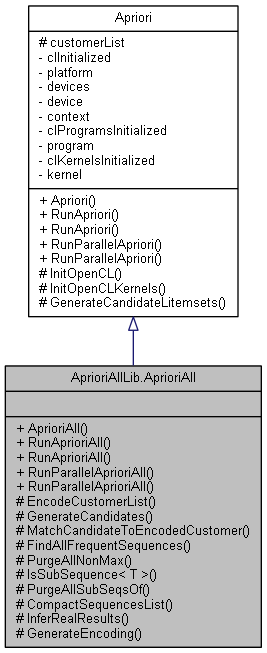 Apriori
# customerList
- clInitialized
- platform
- devices
- device
- context
- clProgramsInitialized
- program
- clKernelsInitialized
- kernel
+ Apriori()
+ RunApriori()
+ RunApriori()
+ RunParallelApriori()
+ RunParallelApriori()
# InitOpenCL()
# InitOpenCLKernels()
# GenerateCandidateLitemsets()
AprioriAllLib.AprioriAll
+ AprioriAll()
+ RunAprioriAll()
+ RunAprioriAll()
+ RunParallelAprioriAll()
+ RunParallelAprioriAll()
# EncodeCustomerList()
# GenerateCandidates()
# MatchCandidateToEncodedCustomer()
# FindAllFrequentSequences()
# PurgeAllNonMax()
# IsSubSequence< T >()
# PurgeAllSubSeqsOf()
# CompactSequencesList()
# InferRealResults()
# GenerateEncoding()